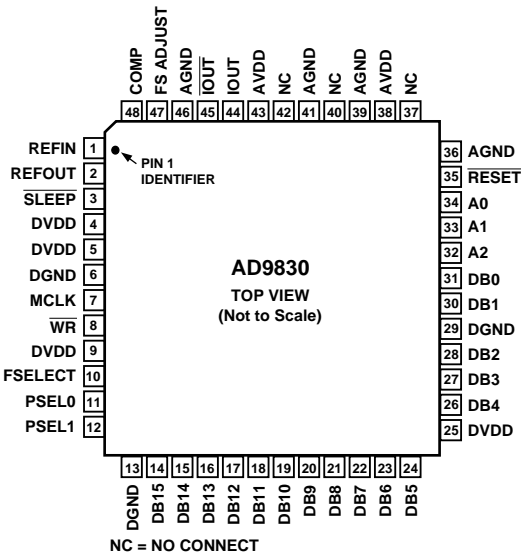 COMP
FS ADJUST
AGND
IOUT
IOUT
AVDD
NC
AGND
NC
AGND
AVDD
NC
48 47 46 45 44 43 42 41 40 39 38 37
REFIN 1
REFOUT 2
SLEEP 3
DVDD 4
DVDD 5
DGND 6
MCLK 7
WR 8
DVDD 9
FSELECT 10
PSEL0 11
PSEL1 12
PIN 1
IDENTIFIER
AD9830
TOP VIEW
(Not to Scale)
36 AGND
35 RESET
34 A0
33 A1
32 A2
31 DB0
30 DB1
29 DGND
28 DB2
27 DB3
26 DB4
25 DVDD
13 14 15 16 17 18 19 20 21 22 23 24
DGND
DB15
DB14
DB13
DB12
DB11
DB10
DB9
DB8
DB7
DB6
DB5
NC = NO CONNECT